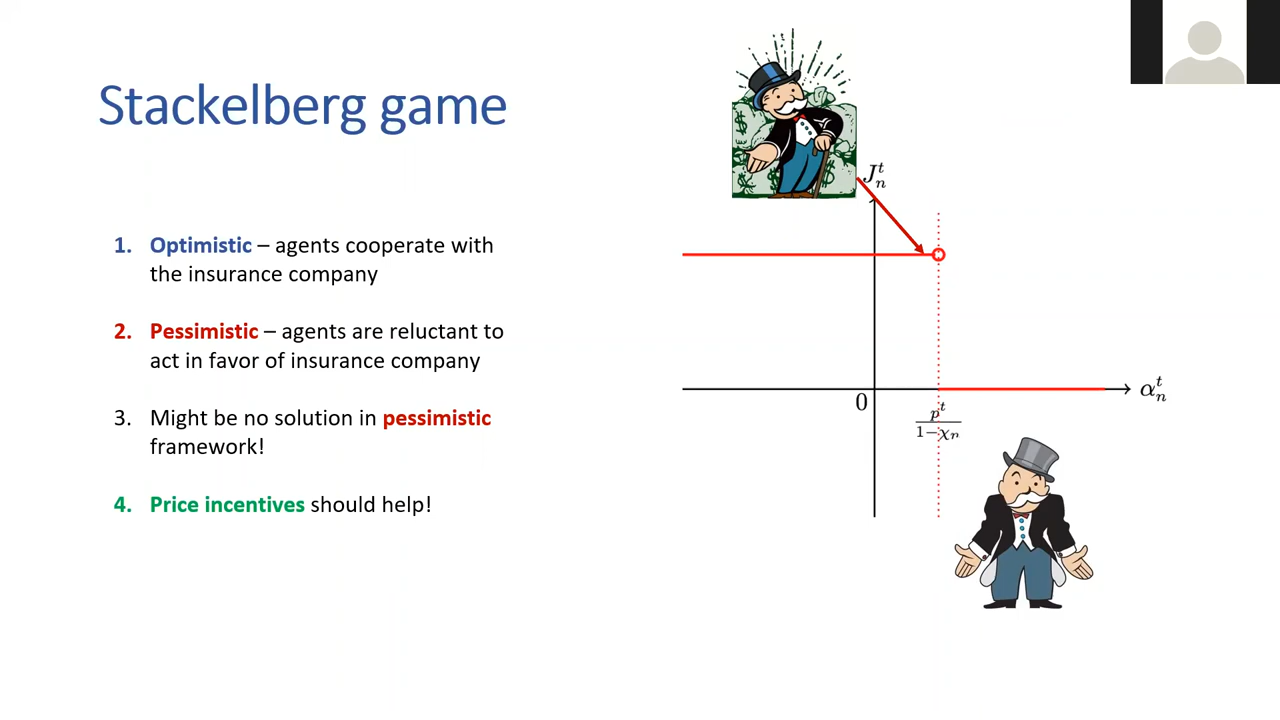 Stackelberg game
1. Optimistic – agents cooperate with
the insurance company
2. Pessimistic – agents are reluctant to
act in favor of insurance company
3. Might be no solution in pessimistic
framework!
4. Price incentives should help!
$ $ $ $ $
J_n^t
α_n^t
0
p^t
1−χ_n